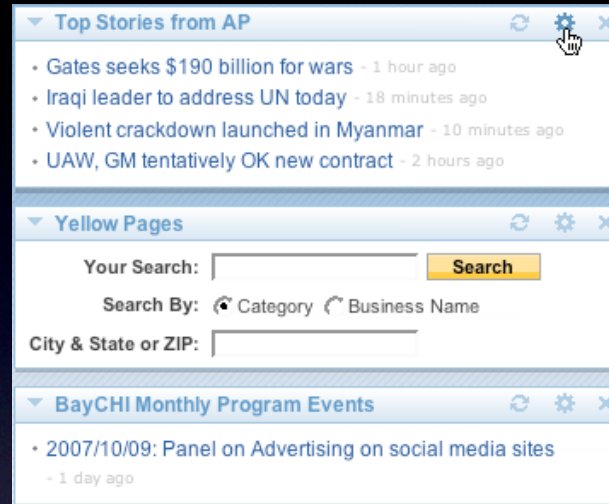 Top Stories from AP
• Gates seeks $190 billion for wars - 1 hour ago
• Iraqi leader to address UN today - 18 minutes ago
• Violent crackdown launched in Myanmar - 10 minutes ago
• UAW, GM tentatively OK new contract - 2 hours ago
Yellow Pages
Your Search: Search
Search By: Category Business Name
City & State or ZIP:
BayCHI Monthly Program Events
• 2007/10/09: Panel on Advertising on social media sites
- 1 day ago